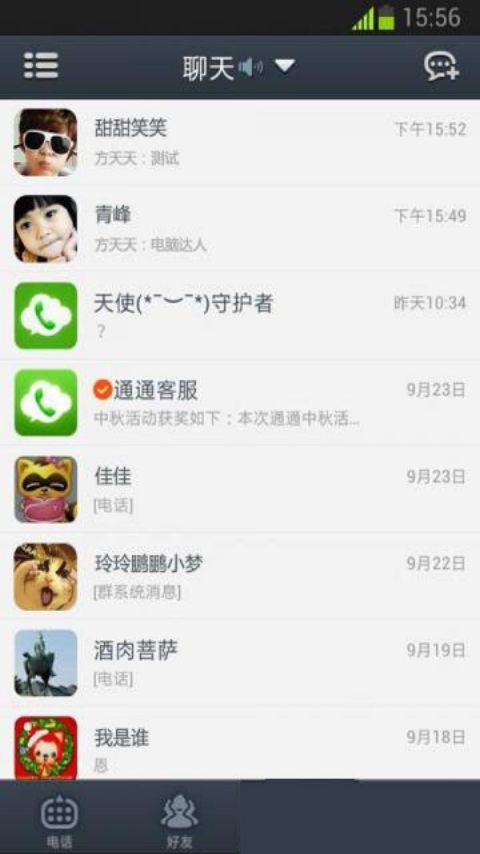 15:56
聊天
甜甜笑笑 下午15:52
方天天：测试
青峰 下午15:49
方天天：电脑达人
天使(*¯︶¯*)守护者 昨天10:34
？
通通客服 9月23日
中秋活动获奖如下：本次通通中秋活...
佳佳 9月23日
[电话]
玲玲鹏鹏小梦 9月22日
[群系统消息]
酒肉菩萨 9月19日
[电话]
我是谁 9月18日
恩
电话 好友